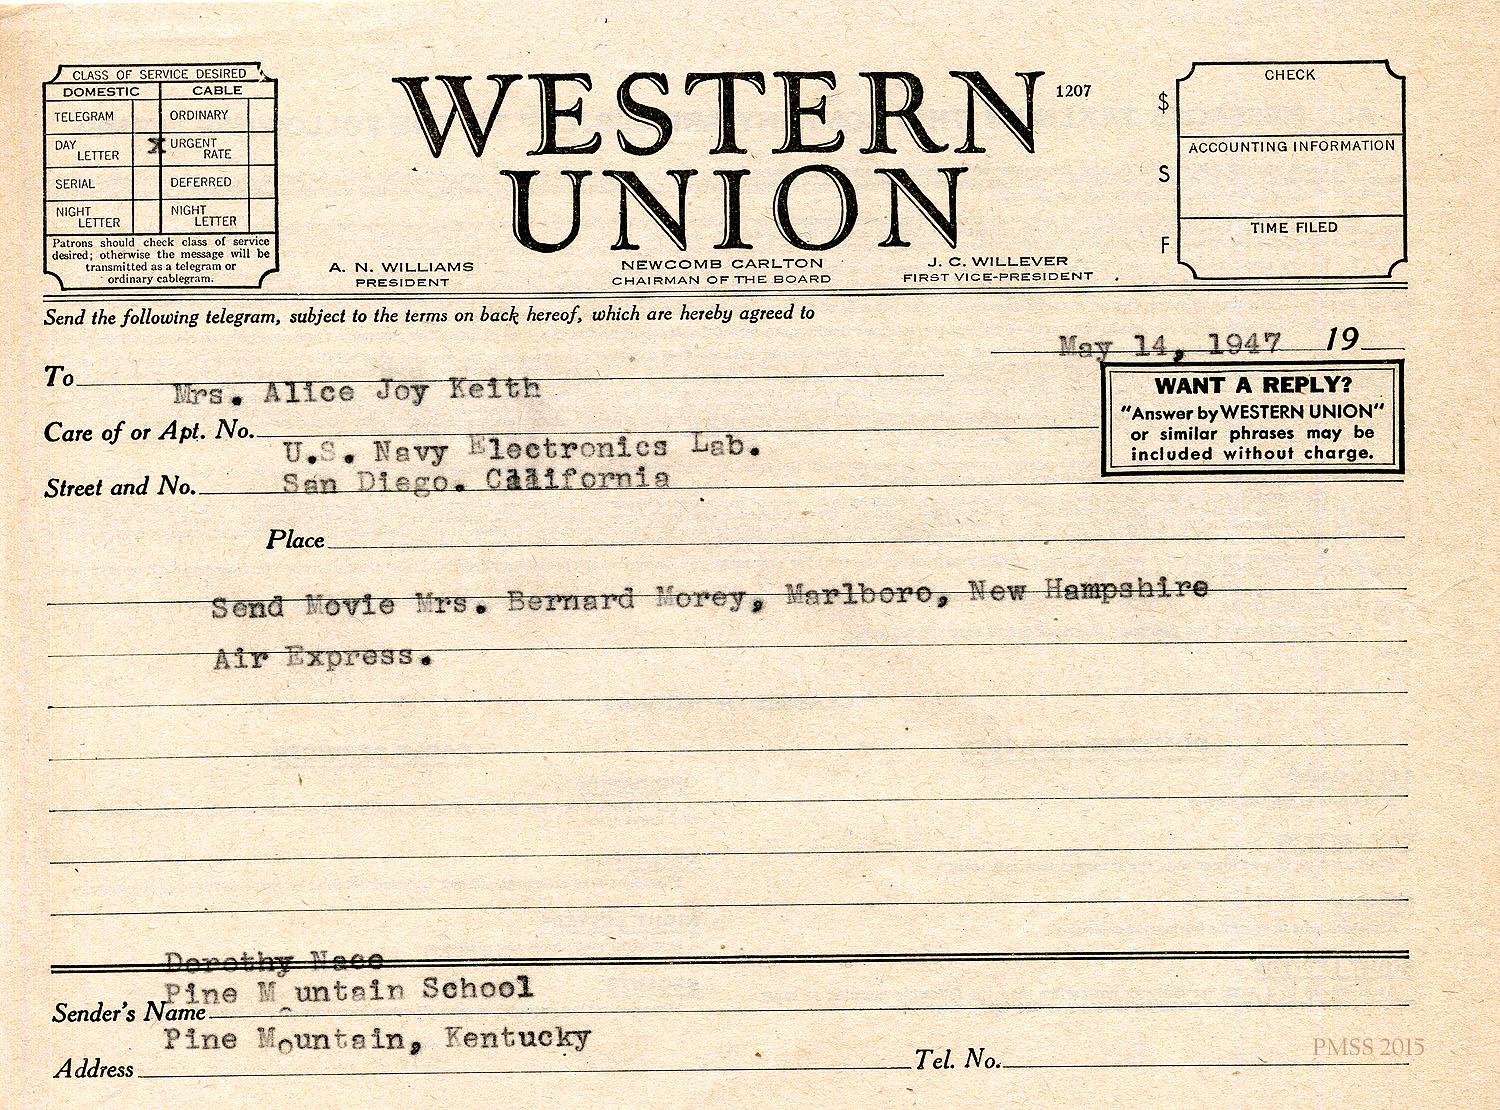 CLASS OF SERVICE DESIRED
DOMESTIC CABLE
TELEGRAM ORDINARY
DAY LETTER X URGENT RATE
SERIAL DEFERRED
NIGHT LETTER NIGHT LETTER
Patrons should check class of service
desired; otherwise the message will be
transmitted as a telegram or
ordinary cablegram.
WESTERN
UNION
1207
A. N. WILLIAMS
PRESIDENT
NEWCOMB CARLTON
CHAIRMAN OF THE BOARD
J. C. WILLEVER
FIRST VICE-PRESIDENT
$
S
F
CHECK
ACCOUNTING INFORMATION
TIME FILED
Send the following telegram, subject to the terms on back hereof, which are hereby agreed to
May 14, 1947 19
WANT A REPLY?
"Answer by WESTERN UNION"
or similar phrases may be
included without charge.
To Mrs. Alice Joy Keith
Care of or Apt. No. U.S. Navy Electronics Lab.
Street and No. San Diego. California
Place
Send Movie Mrs. Bernard Morey, Marlboro, New Hampshire
Air Express.
Dorothy Nace
Pine M untain School
Sender's Name
Pine Mountain, Kentucky
Address Tel. No.
PMSS 2015